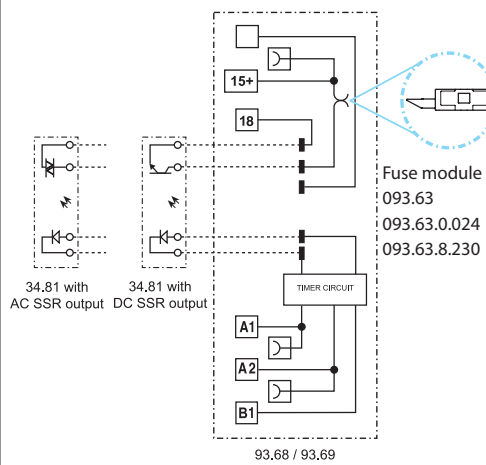 15+
18
Fuse module
093.63
093.63.0.024
093.63.8.230
34.81 with
AC SSR output
34.81 with
DC SSR output
TIMER CIRCUIT
A1
A2
B1
93.68 / 93.69